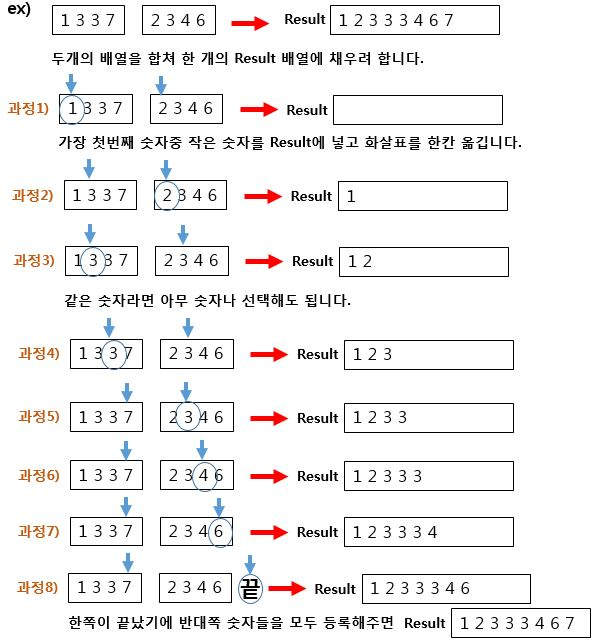 ex) 1 3 3 7 2 3 4 6 Result 1 2 3 3 3 4 6 7
두개의 배열을 합쳐 한 개의 Result 배열에 채우려 합니다.
과정1) 1 3 3 7 2 3 4 6 Result
가장 첫번째 숫자중 작은 숫자를 Result에 넣고 화살표를 한칸 옮깁니다.
과정2) 1 3 3 7 2 3 4 6 Result 1
과정3) 1 3 3 7 2 3 4 6 Result 1 2
같은 숫자라면 아무 숫자나 선택해도 됩니다.
과정4) 1 3 3 7 2 3 4 6 Result 1 2 3
과정5) 1 3 3 7 2 3 4 6 Result 1 2 3 3
과정6) 1 3 3 7 2 3 4 6 Result 1 2 3 3 3
과정7) 1 3 3 7 2 3 4 6 Result 1 2 3 3 3 4
과정8) 1 3 3 7 2 3 4 6 끝 Result 1 2 3 3 3 4 6
한쪽이 끝났기에 반대쪽 숫자들을 모두 등록해주면 Result 1 2 3 3 3 4 6 7